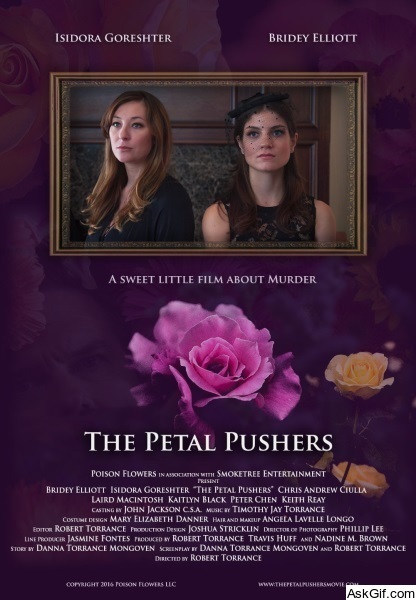 ISIDORA GORESHTER BRIDEY ELLIOTT
A SWEET LITTLE FILM ABOUT MURDER
THE PETAL PUSHERS
POISON FLOWERS IN ASSOCIATION WITH SMOKETREE ENTERTAINMENT
PRESENT
BRIDEY ELLIOTT ISIDORA GORESHTER "THE PETAL PUSHERS" CHRIS ANDREW CIULLA
LAIRD MACINTOSH KAITLYN BLACK PETER CHEN KEITH REAY
CASTING BY JOHN JACKSON C.S.A. MUSIC BY TIMOTHY JAY TORRANCE
COSTUME DESIGN MARY ELIZABETH DANNER HAIR AND MAKEUP ANGELA LAVELLE LONGO
EDITOR ROBERT TORRANCE PRODUCTION DESIGN JOSHUA STRICKLIN DIRECTOR OF PHOTOGRAPHY PHILLIP LEE
LINE PRODUCER JASMINE FONTES PRODUCED BY ROBERT TORRANCE TRAVIS HUFF AND NADINE M. BROWN
STORY BY DANNA TORRANCE MONGOVEN SCREENPLAY BY DANNA TORRANCE MONGOVEN AND ROBERT TORRANCE
DIRECTED BY ROBERT TORRANCE
COPYRIGHT 2016 POISON FLOWERS LLC WWW.THEPETALPUSHERSMOVIE.COM
AskGif.com